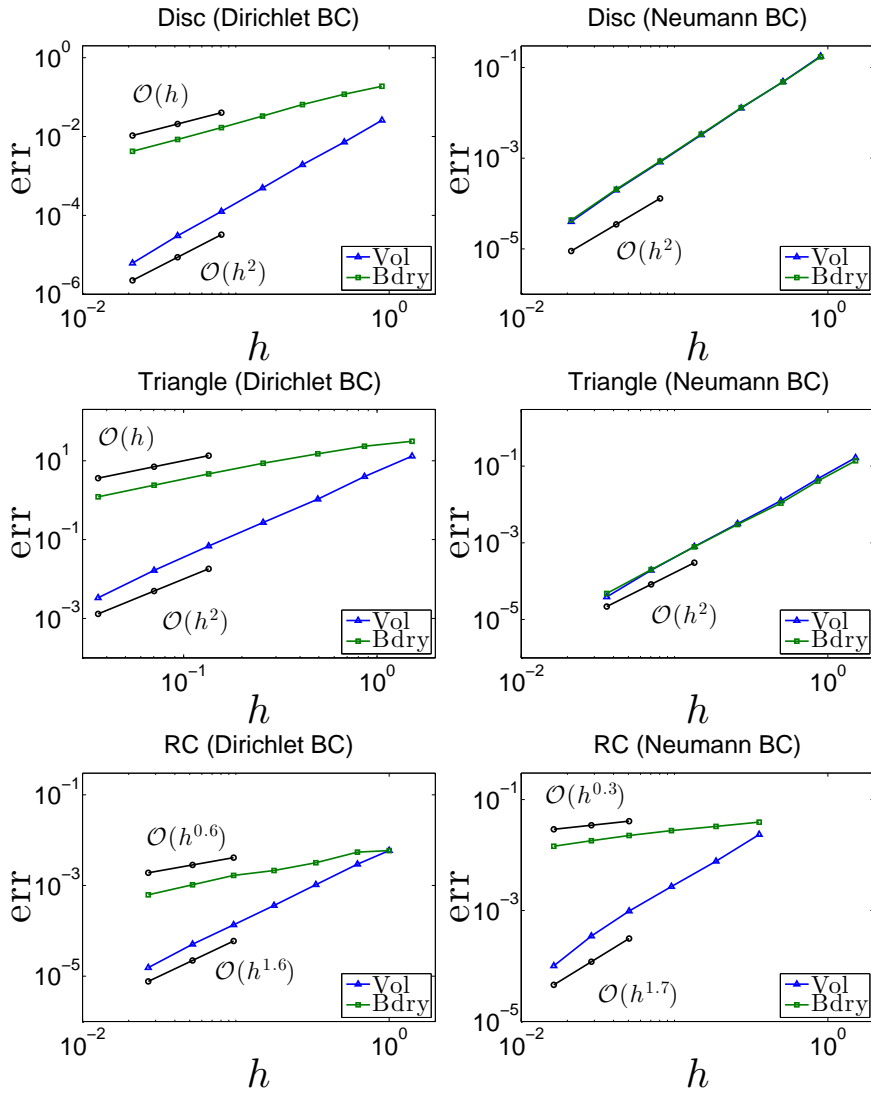 Disc (Dirichlet BC)
10^0
10^-2
10^-4
10^-6
err
O(h)
O(h^2)
Vol
Bdry
10^-2
10^0
h
Disc (Neumann BC)
10^-1
10^-3
10^-5
err
O(h^2)
Vol
Bdry
10^-2
10^0
h
Triangle (Dirichlet BC)
10^1
10^-1
10^-3
err
O(h)
O(h^2)
Vol
Bdry
10^-1
10^0
h
Triangle (Neumann BC)
10^-1
10^-3
10^-5
err
O(h^2)
Vol
Bdry
10^-2
10^0
h
RC (Dirichlet BC)
10^-1
10^-3
10^-5
err
O(h^0.6)
O(h^1.6)
Vol
Bdry
10^-2
10^0
h
RC (Neumann BC)
10^-1
10^-3
10^-5
err
O(h^0.3)
O(h^1.7)
Vol
Bdry
10^-2
10^0
h